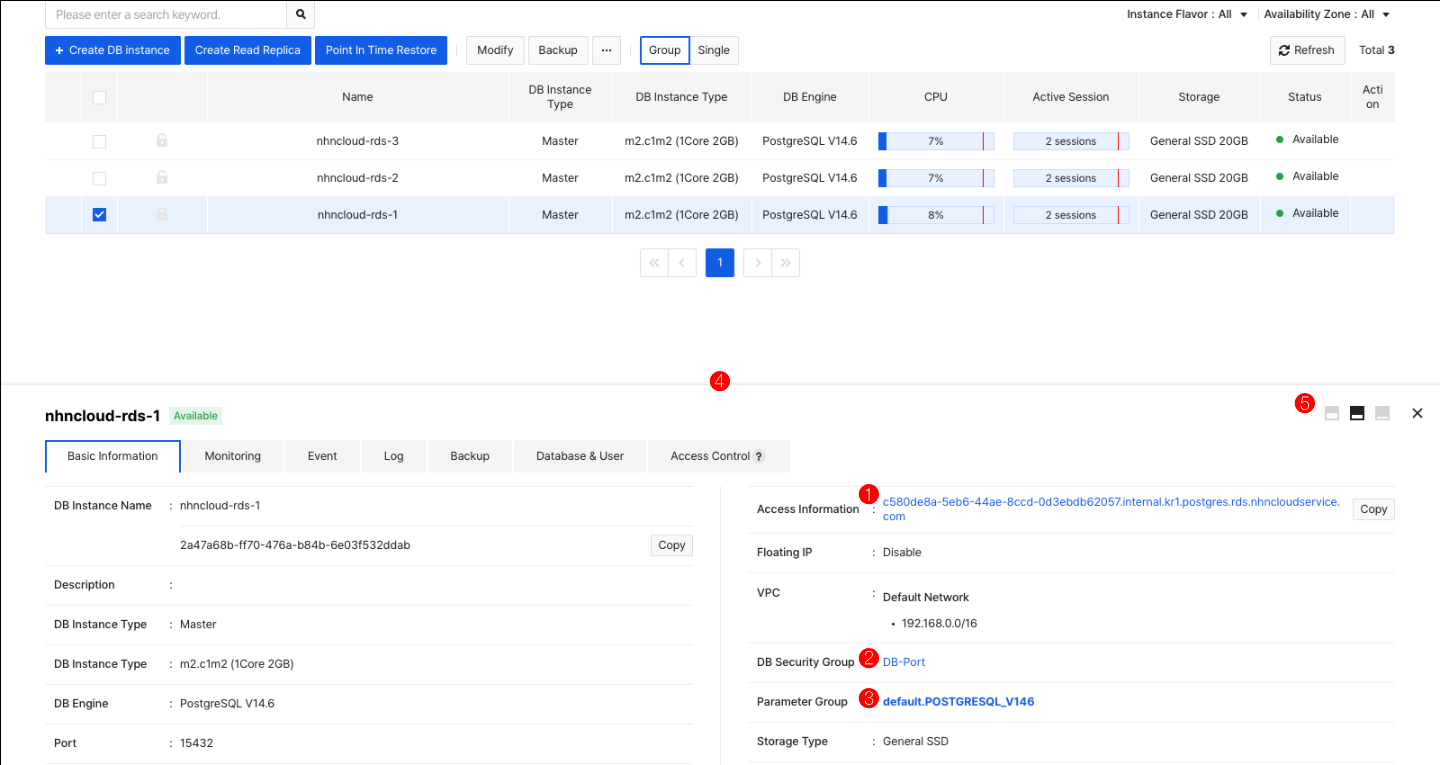 Please enter a search keyword.
Instance Flavor : All
Availability Zone : All
+ Create DB instance
Create Read Replica
Point In Time Restore
Modify
Backup
...
Group
Single
Refresh
Total 3
Name
DB Instance
Type
DB Instance Type
DB Engine
CPU
Active Session
Storage
Status
Acti
on
nhncloud-rds-3 Master m2.c1m2 (1Core 2GB) PostgreSQL V14.6 7% 2 sessions General SSD 20GB Available
nhncloud-rds-2 Master m2.c1m2 (1Core 2GB) PostgreSQL V14.6 7% 2 sessions General SSD 20GB Available
nhncloud-rds-1 Master m2.c1m2 (1Core 2GB) PostgreSQL V14.6 8% 2 sessions General SSD 20GB Available
« ‹ 1 › »
4
nhncloud-rds-1 Available
5
Basic Information
Monitoring
Event
Log
Backup
Database & User
Access Control ?
DB Instance Name : nhncloud-rds-1
2a47a68b-ff70-476a-b84b-6e03f532ddab
Copy
Description :
DB Instance Type : Master
DB Instance Type : m2.c1m2 (1Core 2GB)
DB Engine : PostgreSQL V14.6
Port : 15432
1
Access Information : c580de8a-5eb6-44ae-8ccd-0d3ebdb62057.internal.kr1.postgres.rds.nhncloudservice.
com
Copy
Floating IP : Disable
VPC : Default Network
• 192.168.0.0/16
DB Security Group 2 DB-Port
Parameter Group 3 default.POSTGRESQL_V146
Storage Type : General SSD